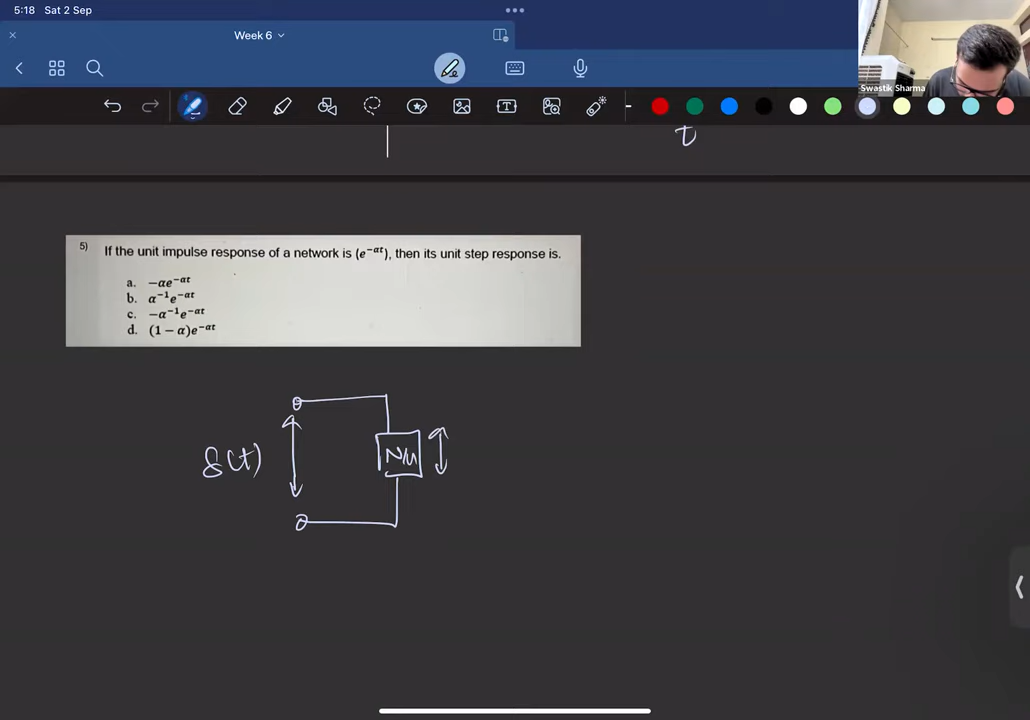 5:18 Sat 2 Sep
Week 6
Swastik Sharma
t
5) If the unit impulse response of a network is (e^{-αt}), then its unit step response is.
a. −αe^{-αt}
b. α^{-1}e^{-αt}
c. −α^{-1}e^{-αt}
d. (1 − α)e^{-αt}
δ(t)
N/W